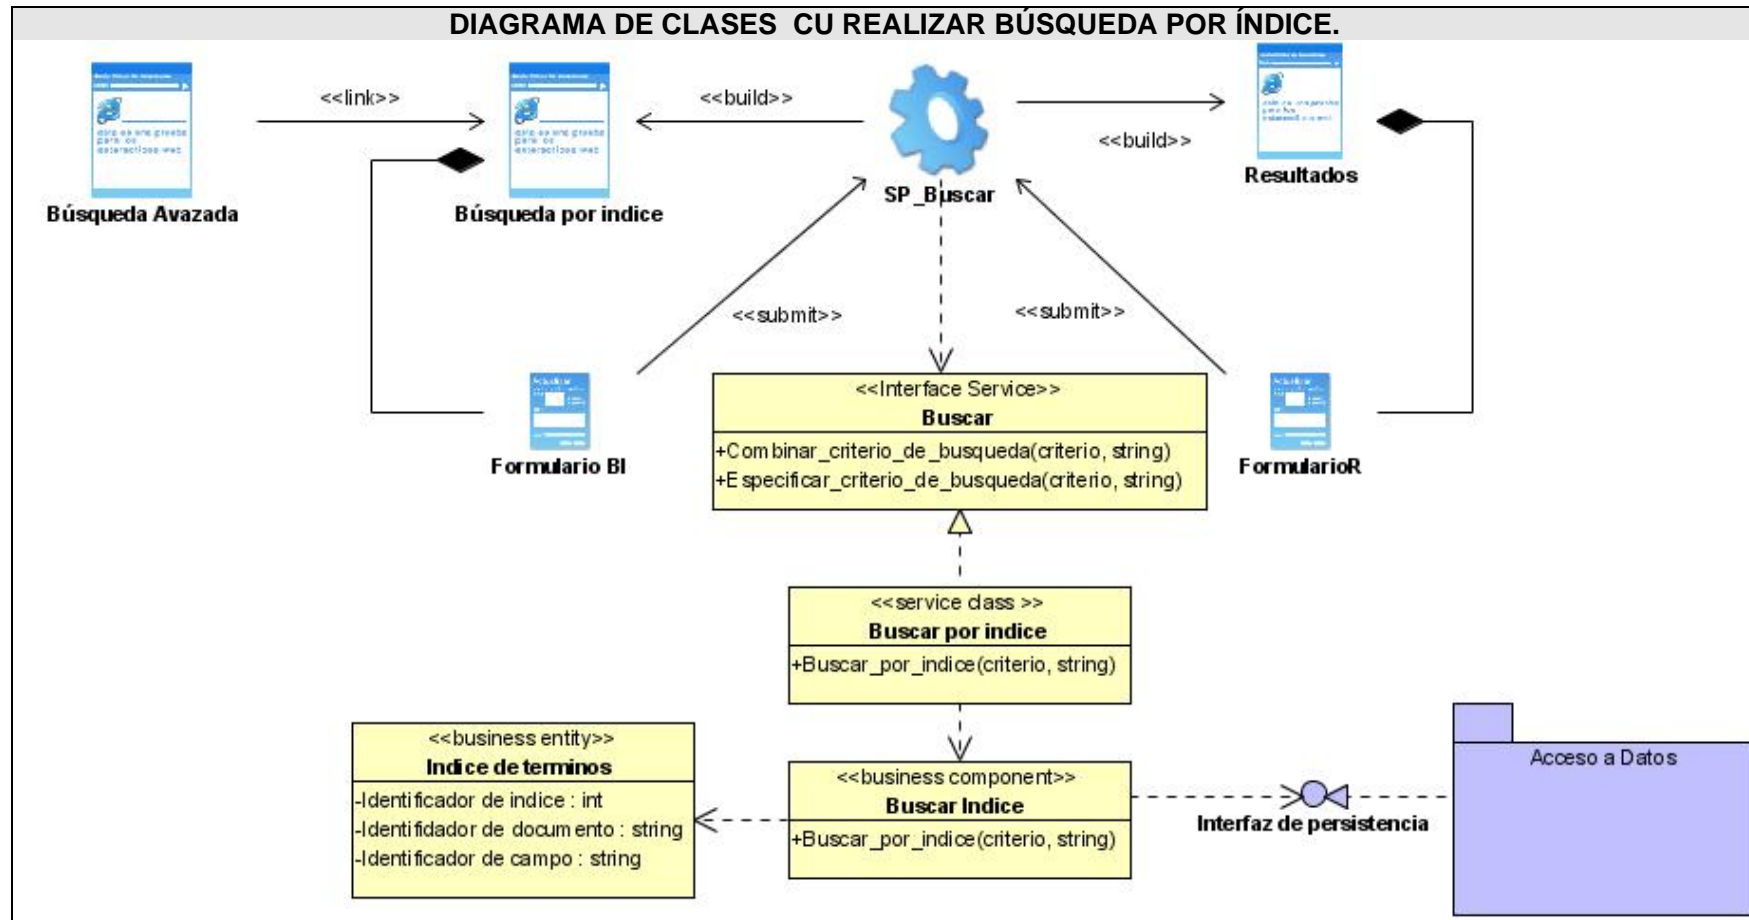 DIAGRAMA DE CLASES CU REALIZAR BÚSQUEDA POR ÍNDICE.
<<link>>
<<build>>
<<build>>
Búsqueda Avazada
Búsqueda por indice
SP_Buscar
Resultados
<<submit>>
<<submit>>
Formulario BI
FormularioR
<<Interface Service>>
Buscar
+Combinar_criterio_de_busqueda(criterio, string)
+Especificar_criterio_de_busqueda(criterio, string)
<<service class >>
Buscar por indice
+Buscar_por_indice(criterio, string)
<<business entity>>
Indice de terminos
-Identificador de indice : int
-Identifidador de documento : string
-Identificador de campo : string
<<business component>>
Buscar Indice
+Buscar_por_indice(criterio, string)
Interfaz de persistencia
Acceso a Datos